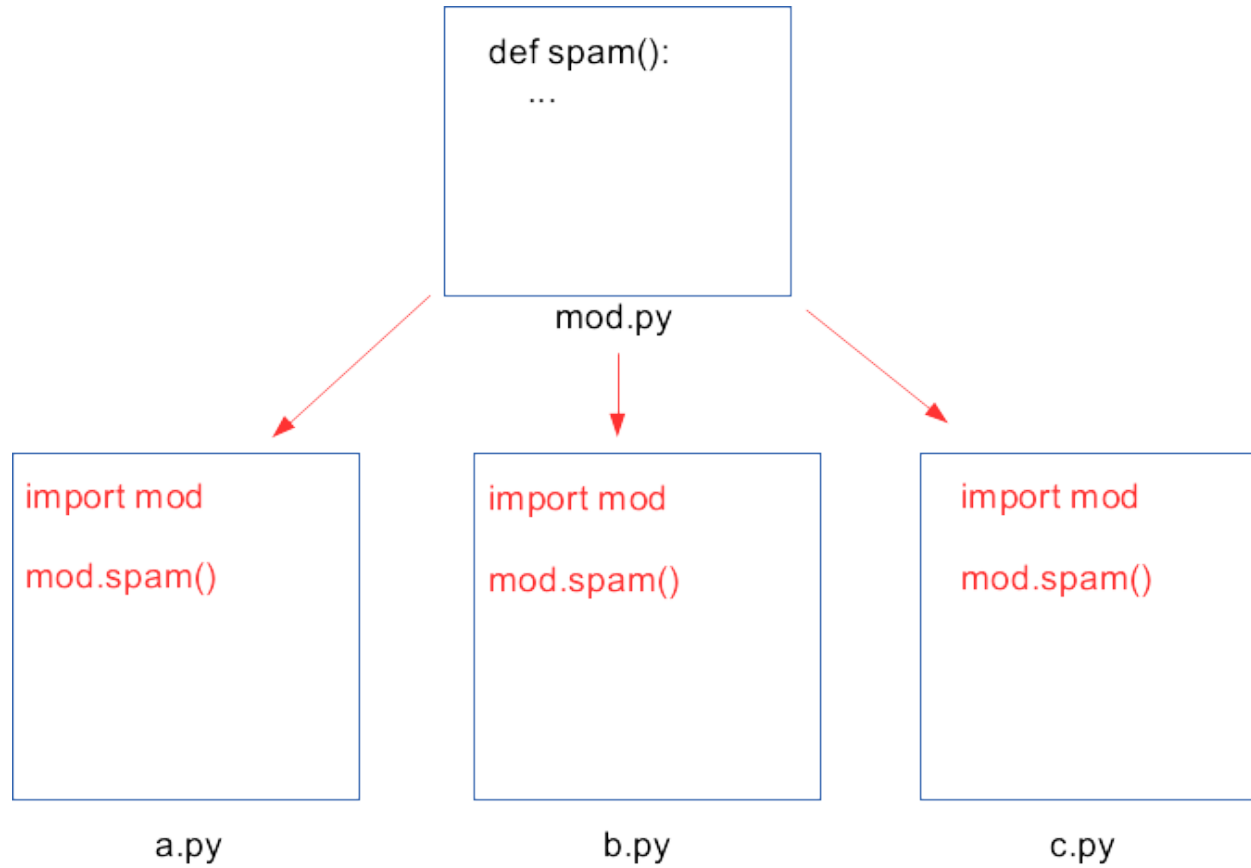 def spam():
...
mod.py
import mod
mod.spam()
a.py
import mod
mod.spam()
b.py
import mod
mod.spam()
c.py